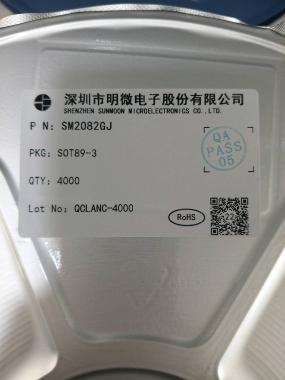 深圳市明微电子股份有限公司
SHENZHEN SUNMOON MICROELECTRONICS CO.,LTD.
P N: SM2082GJ
QA
PASS
05
PKG: SOT89-3
QTY: 4000
Lot No: QCLANC-4000
RoHS
22